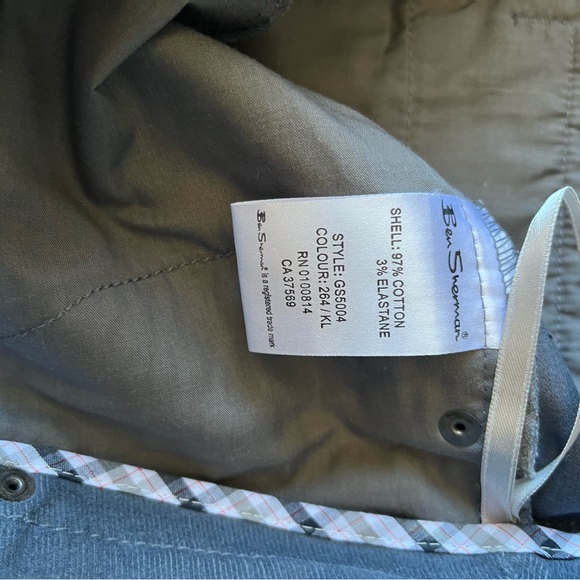 Ben Sherman®
SHELL: 97% COTTON
3% ELASTANE
STYLE: GS5004
COLOUR: 264 / KL
RN 0100814
CA 37569
Ben Sherman® is a registered trade mark